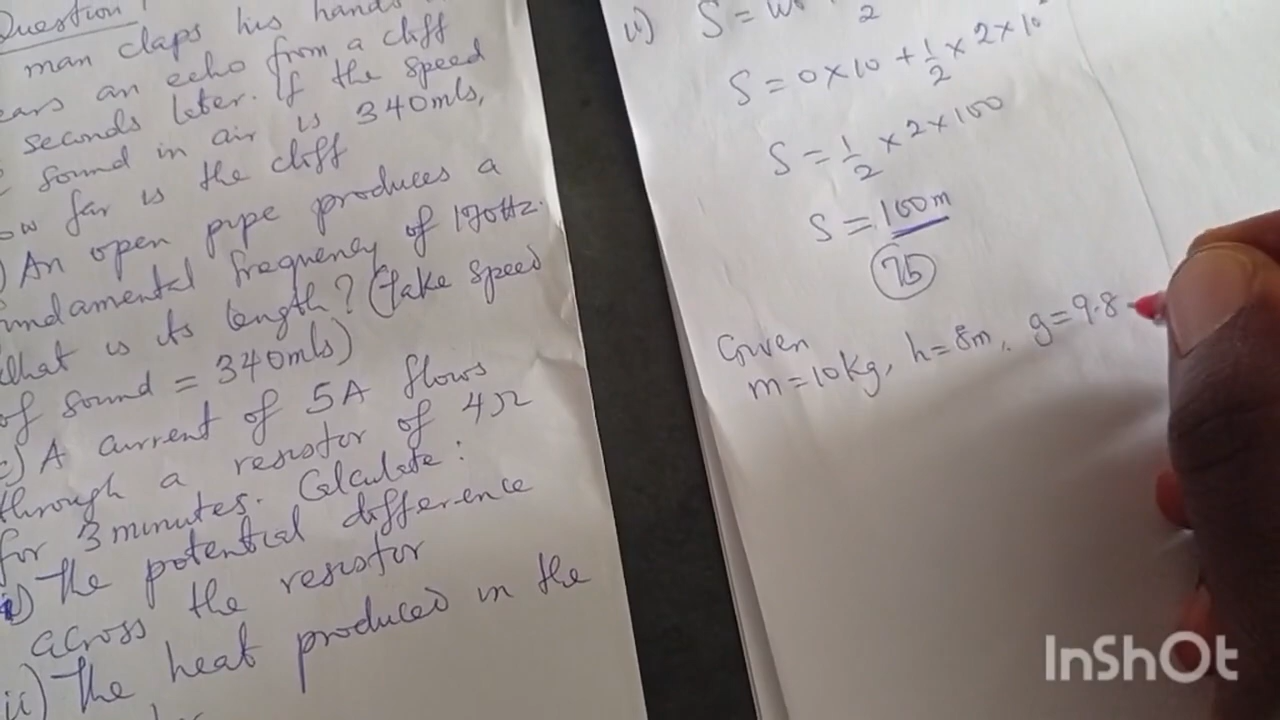 Question
man claps his hands
ears an echo from a cliff
seconds later. If the speed
sound in air is 340m/s,
ow far is the cliff
An open pipe produces a
undamental frequency of 170Hz.
What is its length? (Take speed
of sound = 340m/s)
c) A current of 5A flows
through a resistor of 4Ω
for 3 minutes. Calculate:
i) The potential difference
across the resistor
ii) The heat produced in the
ii) S =
2
S = 0 x 10 + 1/2 x 2 x 10²
S = 1/2 x 2 x 100
S = 100m
7b
Given
m = 10kg, h = 8m, g = 9.8
InShOt